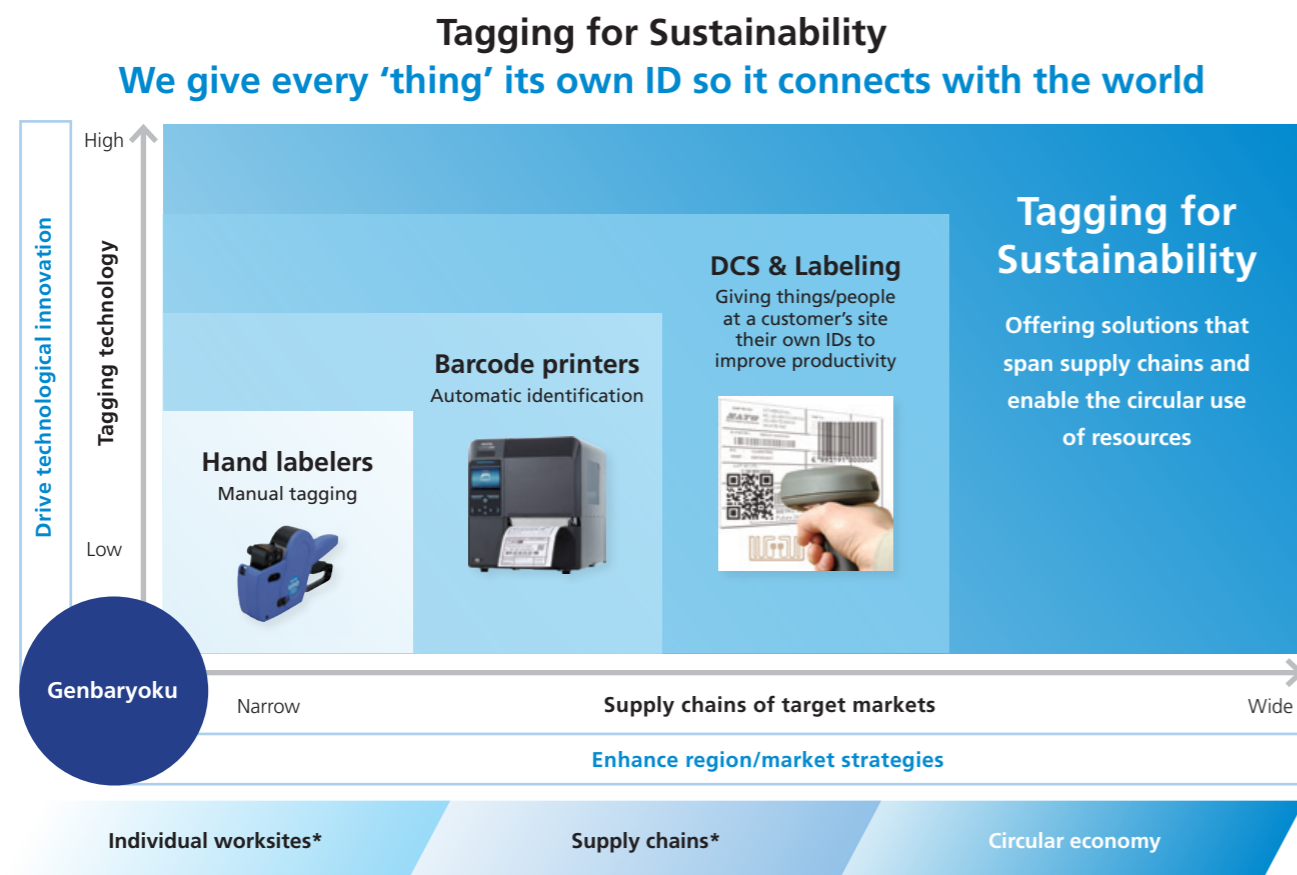 Tagging for Sustainability
We give every ‘thing’ its own ID so it connects with the world
Drive technological innovation
Tagging technology
High
Low
Hand labelers
Manual tagging
Barcode printers
Automatic identification
DCS & Labeling
Giving things/people
at a customer’s site
their own IDs to
improve productivity
SATO
Tagging for
Sustainability
Offering solutions that
span supply chains and
enable the circular use
of resources
Genbaryoku
Narrow
Supply chains of target markets
Wide
Enhance region/market strategies
Individual worksites*
Supply chains*
Circular economy